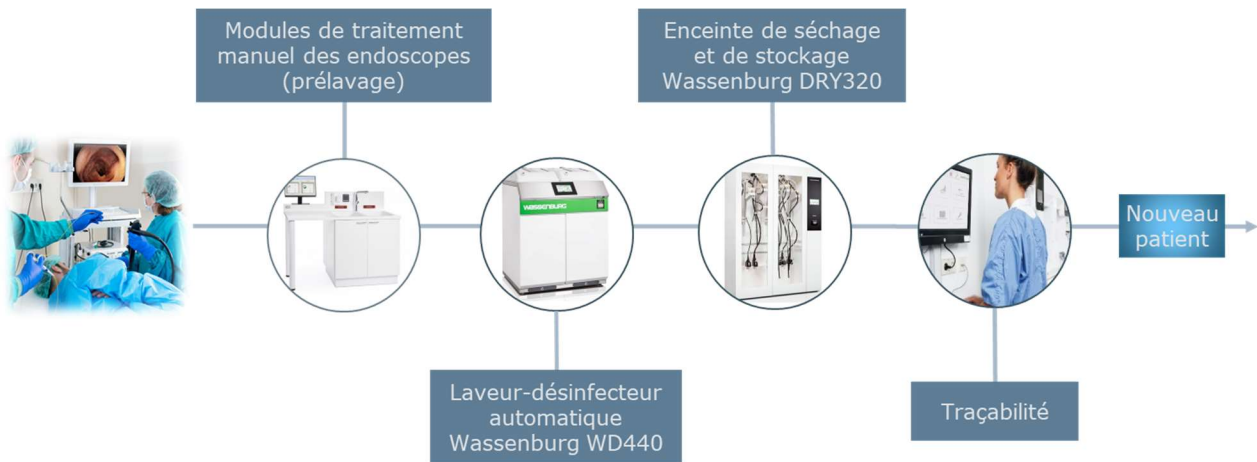 Modules de traitement
manuel des endoscopes
(prélavage)
Enceinte de séchage
et de stockage
Wassenburg DRY320
WASSENBURG
Nouveau
patient
Laveur-désinfecteur
automatique
Wassenburg WD440
Traçabilité